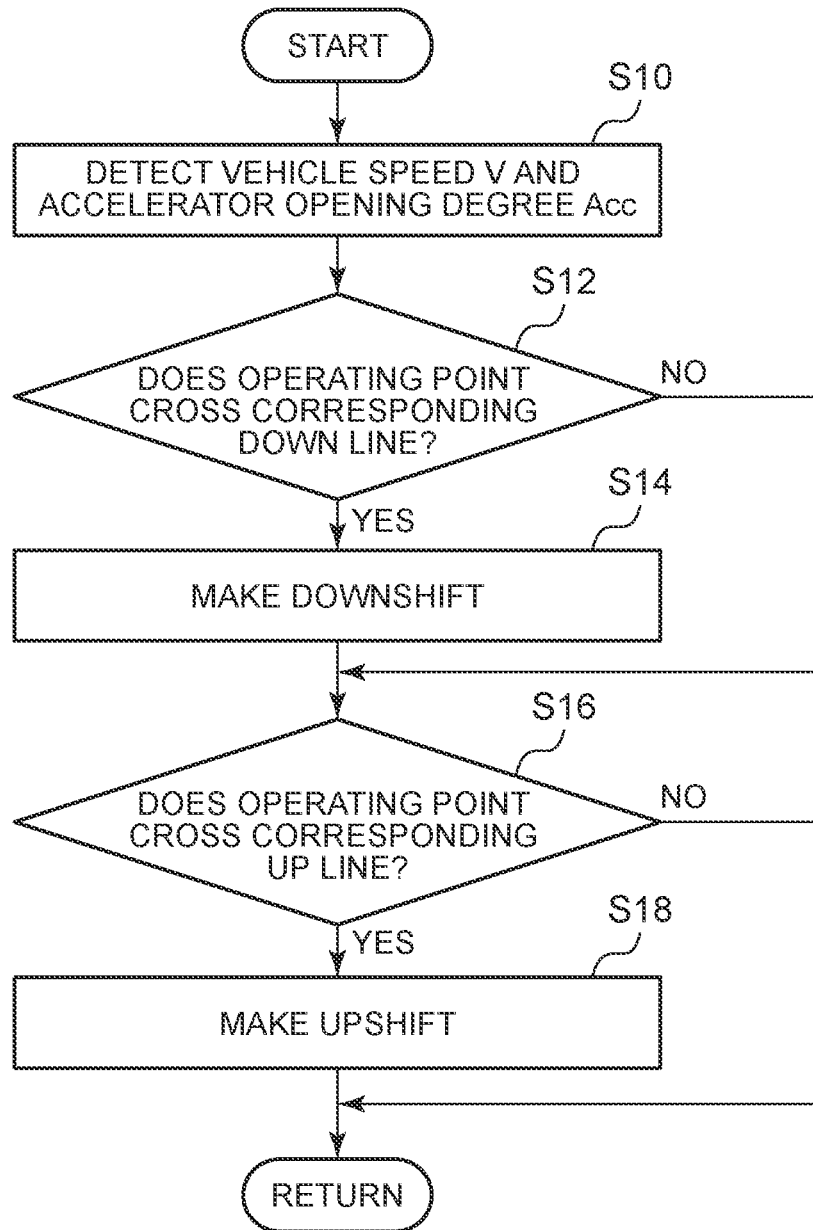 START
S10
DETECT VEHICLE SPEED V AND
ACCELERATOR OPENING DEGREE Acc
S12
DOES OPERATING POINT
CROSS CORRESPONDING
DOWN LINE?
NO
YES
S14
MAKE DOWNSHIFT
S16
DOES OPERATING POINT
CROSS CORRESPONDING
UP LINE?
NO
YES
S18
MAKE UPSHIFT
RETURN